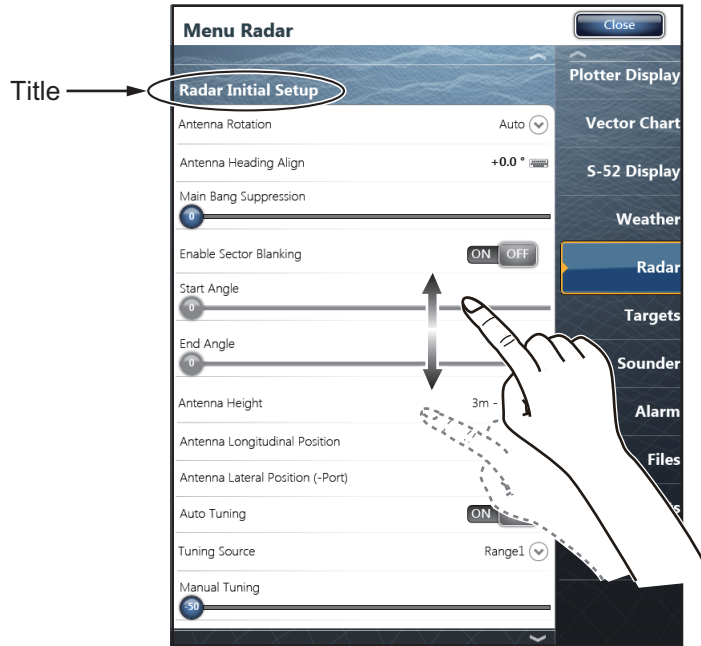 Menu Radar
Close
Title
Radar Initial Setup
Antenna Rotation Auto
Antenna Heading Align +0.0 °
Main Bang Suppression
0
Enable Sector Blanking ON OFF
Start Angle
0
End Angle
0
Antenna Height 3m -
Antenna Longitudinal Position
Antenna Lateral Position (-Port)
Auto Tuning ON
Tuning Source Range1
Manual Tuning
-50
Plotter Display
Vector Chart
S-52 Display
Weather
Radar
Targets
Sounder
Alarm
Files